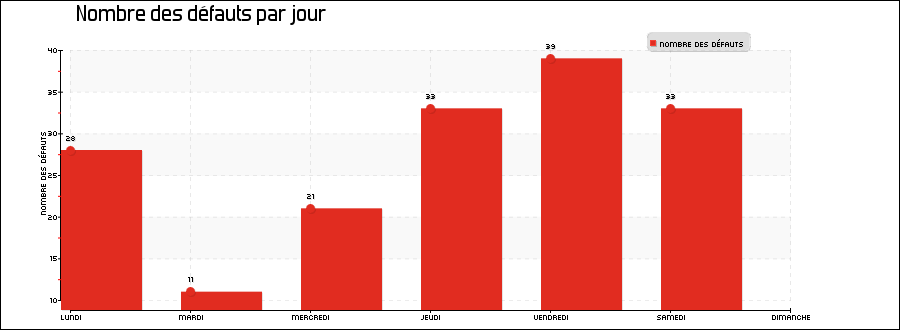 Nombre des défauts par jour
NOMBRE DES DÉFAUTS
NOMBRE DES DÉFAUTS
40
35
30
25
20
15
10
28
11
21
33
39
33
LUNDI
MARDI
MERCREDI
JEUDI
VENDREDI
SAMEDI
DIMANCHE